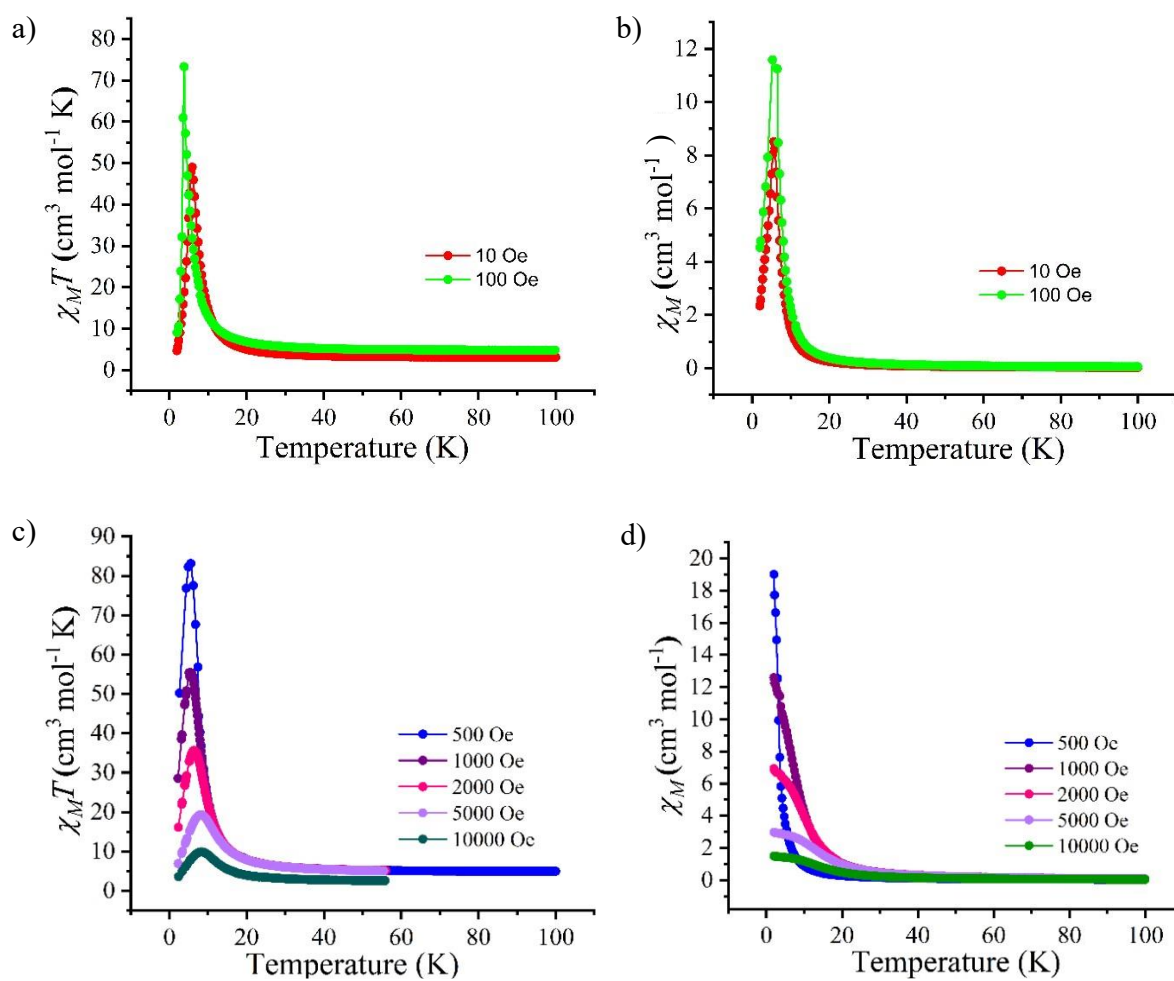 a)
χ_M T (cm³ mol⁻¹ K)
80
70
60
50
40
30
20
10
0
10 Oe
100 Oe
0 20 40 60 80 100
Temperature (K)
b)
χ_M (cm³ mol⁻¹ )
12
10
8
6
4
2
0
10 Oe
100 Oe
0 20 40 60 80 100
Temperature (K)
c)
χ_M T (cm³ mol⁻¹ K)
90
80
70
60
50
40
30
20
10
0
500 Oe
1000 Oe
2000 Oe
5000 Oe
10000 Oc
0 20 40 60 80 100
Temperature (K)
d)
χ_M (cm³ mol⁻¹)
20
18
16
14
12
10
8
6
4
2
0
500 Oc
1000 Oe
2000 Oe
5000 Oe
10000 Oe
0 20 40 60 80 100
Temperature (K)